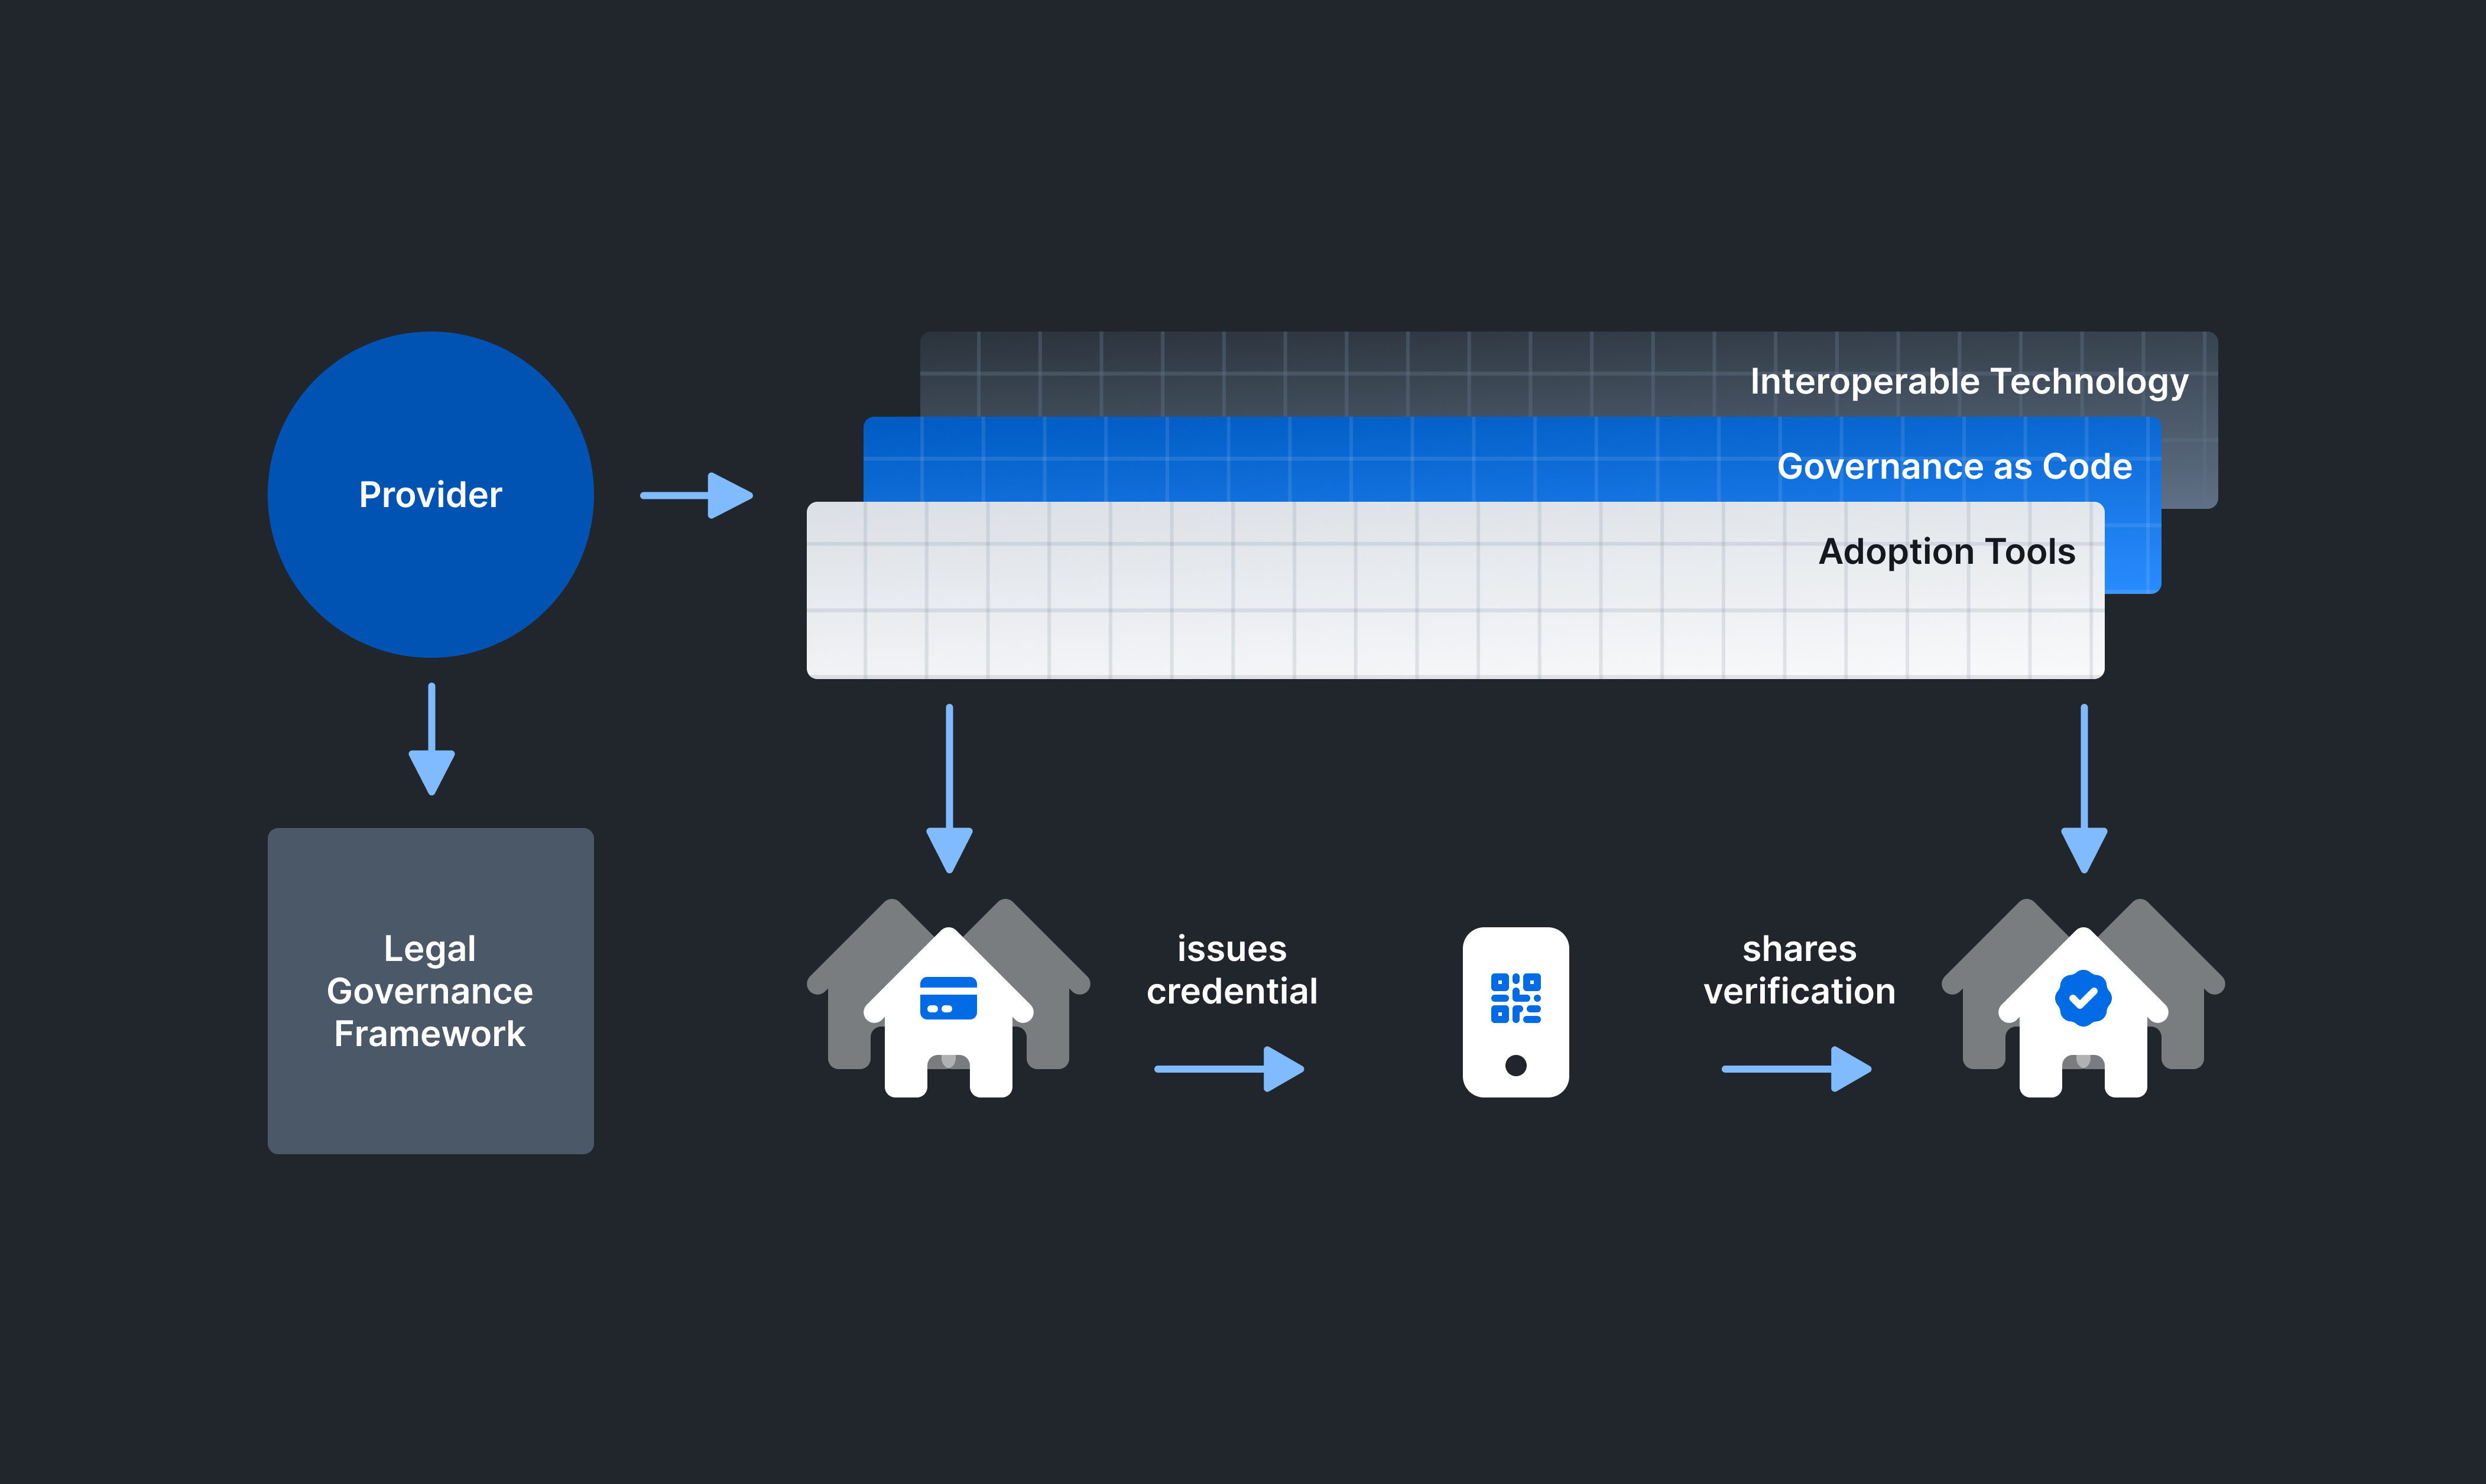 Interoperable Technology
Governance as Code
Provider
Adoption Tools
Legal
Governance
Framework
issues
credential
shares
verification